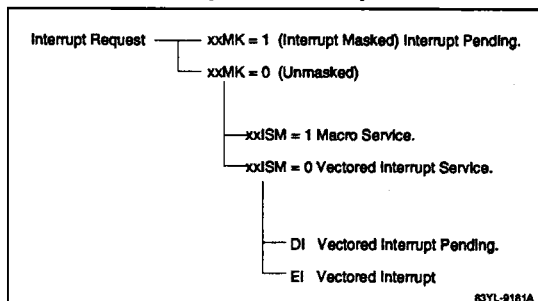 Interrupt Request xxMK = 1 (Interrupt Masked) Interrupt Pending.
xxMK = 0 (Unmasked)
xxISM = 1 Macro Service.
xxISM = 0 Vectored Interrupt Service.
DI Vectored Interrupt Pending.
EI Vectored Interrupt
83YL-9181A